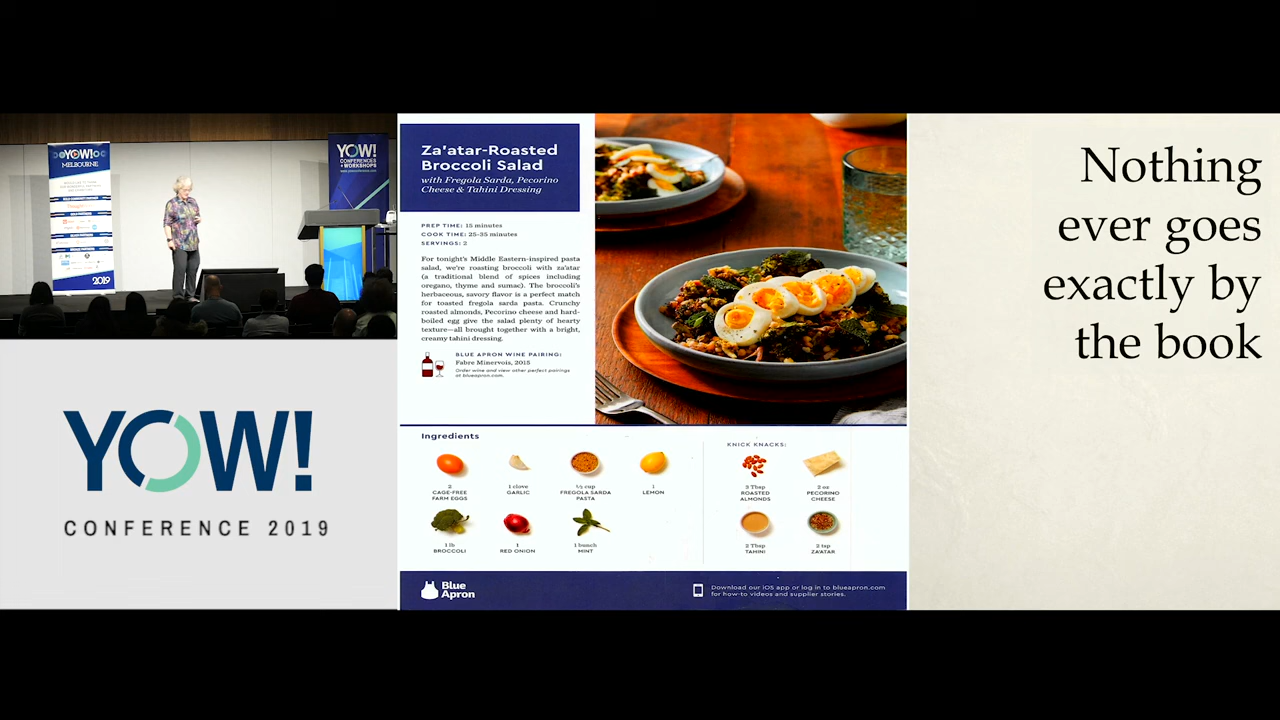 YOW!
MELBOURNE
2019
YOW!
CONFERENCES
+ WORKSHOPS
YOW!
CONFERENCE 2019
Za'atar-Roasted
Broccoli Salad
with Fregola Sarda, Pecorino
Cheese & Tahini Dressing
PREP TIME: 15 minutes
COOK TIME: 25-35 minutes
SERVINGS: 2
For tonight's Middle Eastern-inspired pasta
salad, we're roasting broccoli with za'atar
(a traditional blend of spices including
oregano, thyme and sumac). The broccoli's
herbaceous, savory flavor is a perfect match
for toasted fregola sarda pasta. Crunchy
roasted almonds, Pecorino cheese and hard-
boiled egg give the salad plenty of hearty
texture—all brought together with a bright,
creamy tahini dressing.
BLUE APRON WINE PAIRING:
Fabre Minervois, 2015
Order wine and view other perfect pairings
at blueapron.com.
Ingredients
2
CAGE-FREE
FARM EGGS
1 clove
GARLIC
½ cup
FREGOLA SARDA
PASTA
1
LEMON
1 lb
BROCCOLI
1
RED ONION
1 bunch
MINT
KNICK KNACKS:
3 Tbsp
ROASTED
ALMONDS
2 oz
PECORINO
CHEESE
2 Tbsp
TAHINI
2 tsp
ZA'ATAR
Blue
Apron
Download our iOS app or log in to blueapron.com
for how-to videos and supplier stories.
Nothing
ever goes
exactly by
the book